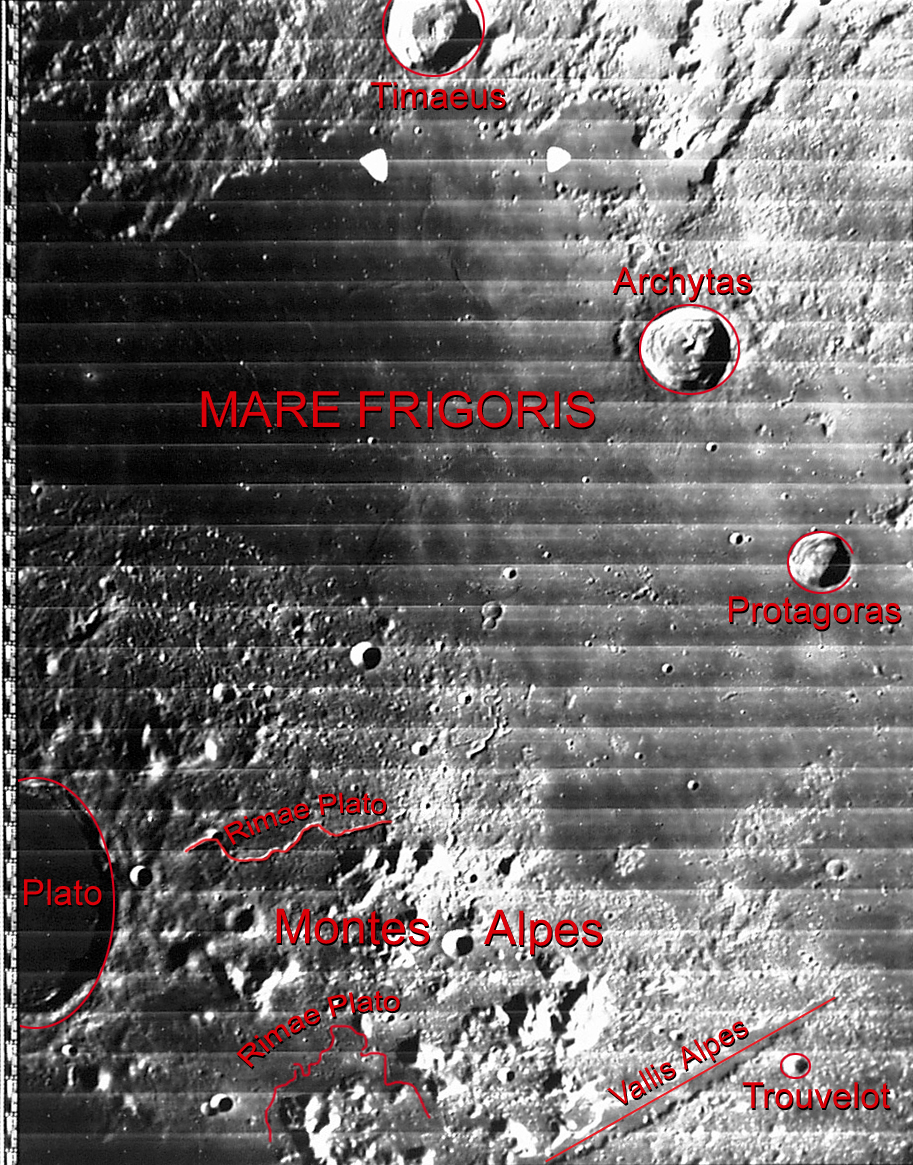 Timaeus
Archytas
MARE FRIGORIS
Protagoras
Rimae Plato
Plato
Montes Alpes
Rimae Plato
Vallis Alpes
Trouvelot